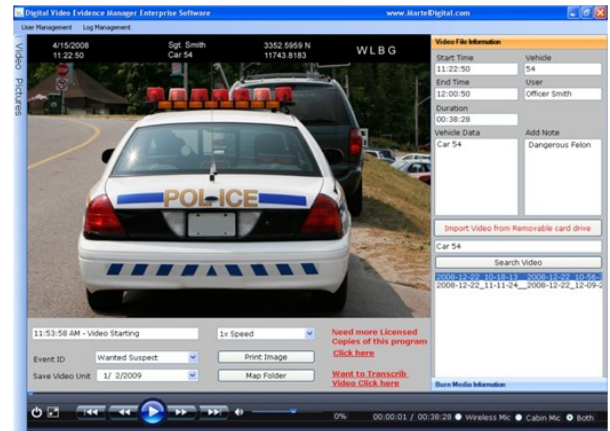 Digital Video Evidence Manager Enterprise Software www.MartelDigital.com
User Management Log Management
Video Pictures
4/15/2008 Sgt. Smith 3352.5959 N WLBG
11:22:50 Car 54 11743.8183
POLICE
11:53:58 AM - Video Starting 1x Speed
Event ID Wanted Suspect Print Image
Save Video Unit 1/ 2/2009 Map Folder
Need more Licensed
Copies of this program
Click here
Want to Transcrib
Video Click here
Video File Information
Start Time Vehicle
11:22:50 54
End Time User
12:00:50 Officer Smith
Duration
00:38:28
Vehicle Data Add Note
Car 54 Dangerous Felon
Import Video from Removable card drive
Car 54
Search Video
2008-12-22_10-18-13__2008-12-22_10-56-
2008-12-22_11-11-24__2008-12-22_12-09-
Burn Media Information
0% 00:00:01 / 00:38:28 Wireless Mic Cabin Mic Both